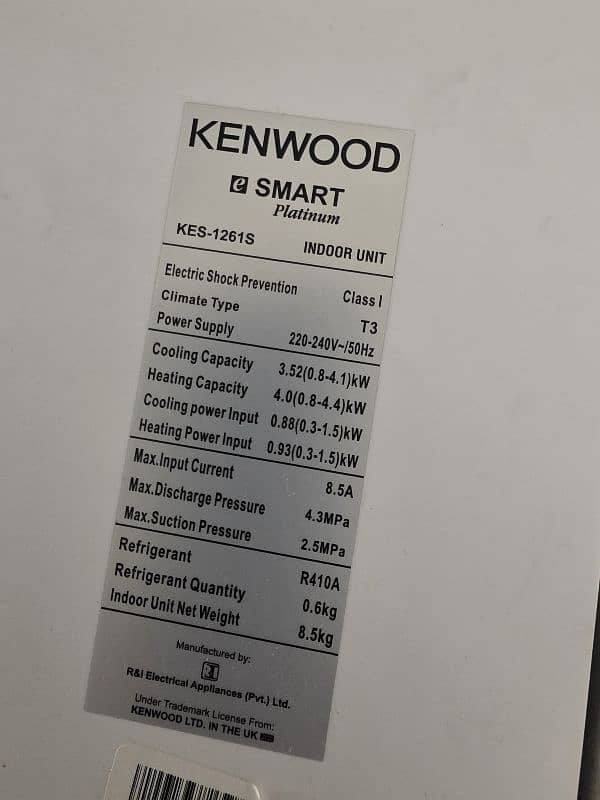 KENWOOD
e SMART
Platinum
KES-1261S INDOOR UNIT
Electric Shock Prevention Class I
Climate Type T3
Power Supply 220-240V~/50Hz
Cooling Capacity 3.52(0.8-4.1)kW
Heating Capacity 4.0(0.8-4.4)kW
Cooling power Input 0.88(0.3-1.5)kW
Heating Power Input 0.93(0.3-1.5)kW
Max.Input Current 8.5A
Max.Discharge Pressure 4.3MPa
Max.Suction Pressure 2.5MPa
Refrigerant R410A
Refrigerant Quantity 0.6kg
Indoor Unit Net Weight 8.5kg
Manufactured by:
R&I Electrical Appliances (Pvt.) Ltd.
Under Trademark License From:
KENWOOD LTD. IN THE UK